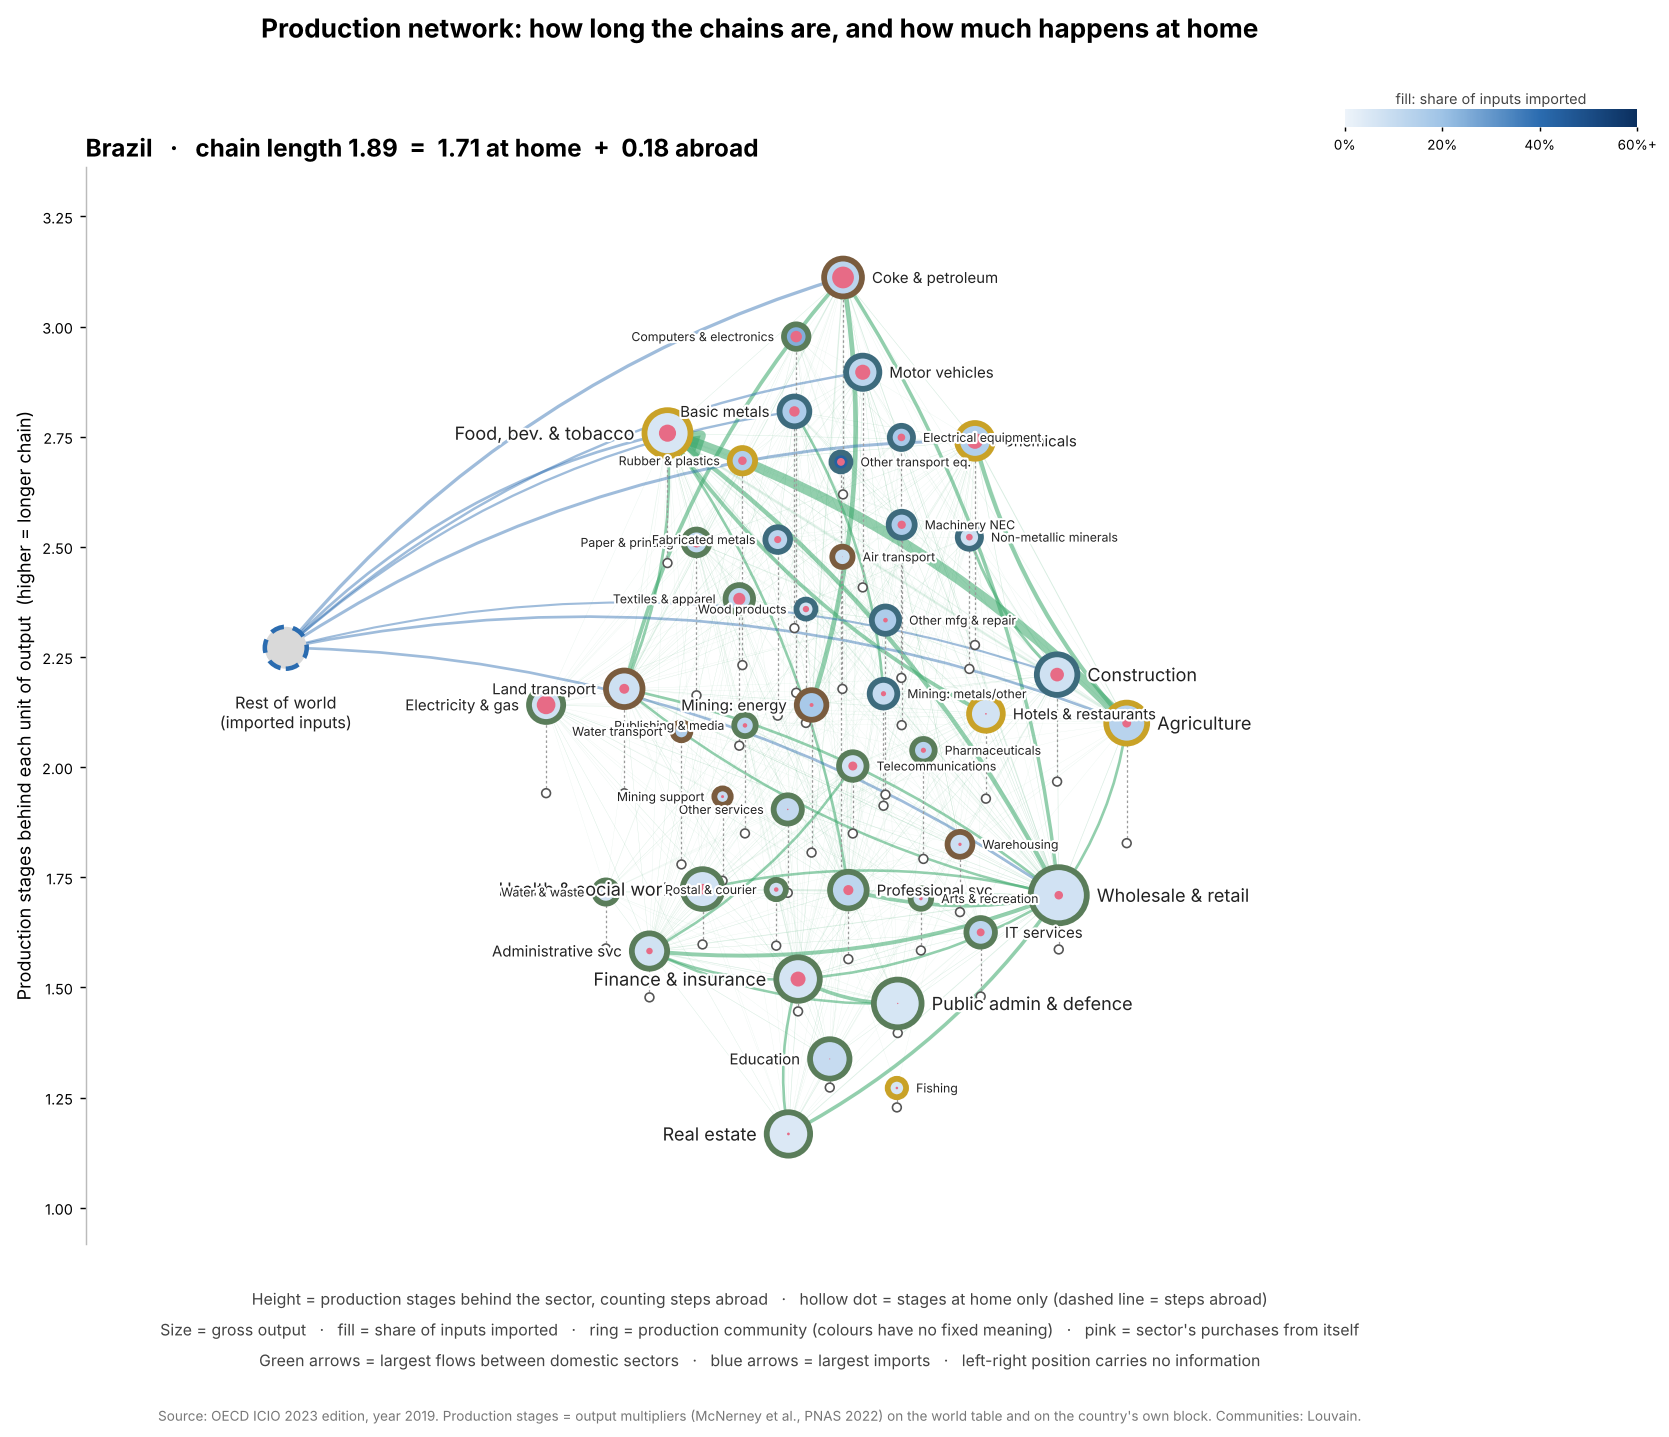 Production network: how long the chains are, and how much happens at home
fill: share of inputs imported
0% 20% 40% 60%+
Brazil · chain length 1.89 = 1.71 at home + 0.18 abroad
Production stages behind each unit of output (higher = longer chain)
3.25
3.00
2.75
2.50
2.25
2.00
1.75
1.50
1.25
1.00
Coke & petroleum
Computers & electronics
Motor vehicles
Basic metals
Food, bev. & tobacco
Electrical equipment
Rubber & plastics
Other transport eq.
Machinery NEC
Non-metallic minerals
Paper &
Fabricated metals
Air transport
Textiles & apparel
Wood products
Other mfg & repair
Rest of world
(imported inputs)
Construction
Land transport
Electricity & gas
Mining: metals/other
Mining: energy
Hotels & restaurants
Agriculture
Publishing & media
Water transport
Pharmaceuticals
Telecommunications
Mining support
Other services
Warehousing
Health & social
Water & waste
Postal & courier
Professional svc
Arts & recreation
Wholesale & retail
IT services
Administrative svc
Finance & insurance
Public admin & defence
Education
Fishing
Real estate
Height = production stages behind the sector, counting steps abroad · hollow dot = stages at home only (dashed line = steps abroad)
Size = gross output · fill = share of inputs imported · ring = production community (colours have no fixed meaning) · pink = sector's purchases from itself
Green arrows = largest flows between domestic sectors · blue arrows = largest imports · left-right position carries no information
Source: OECD ICIO 2023 edition, year 2019. Production stages = output multipliers (McNerney et al., PNAS 2022) on the world table and on the country's own block. Communities: Louvain.